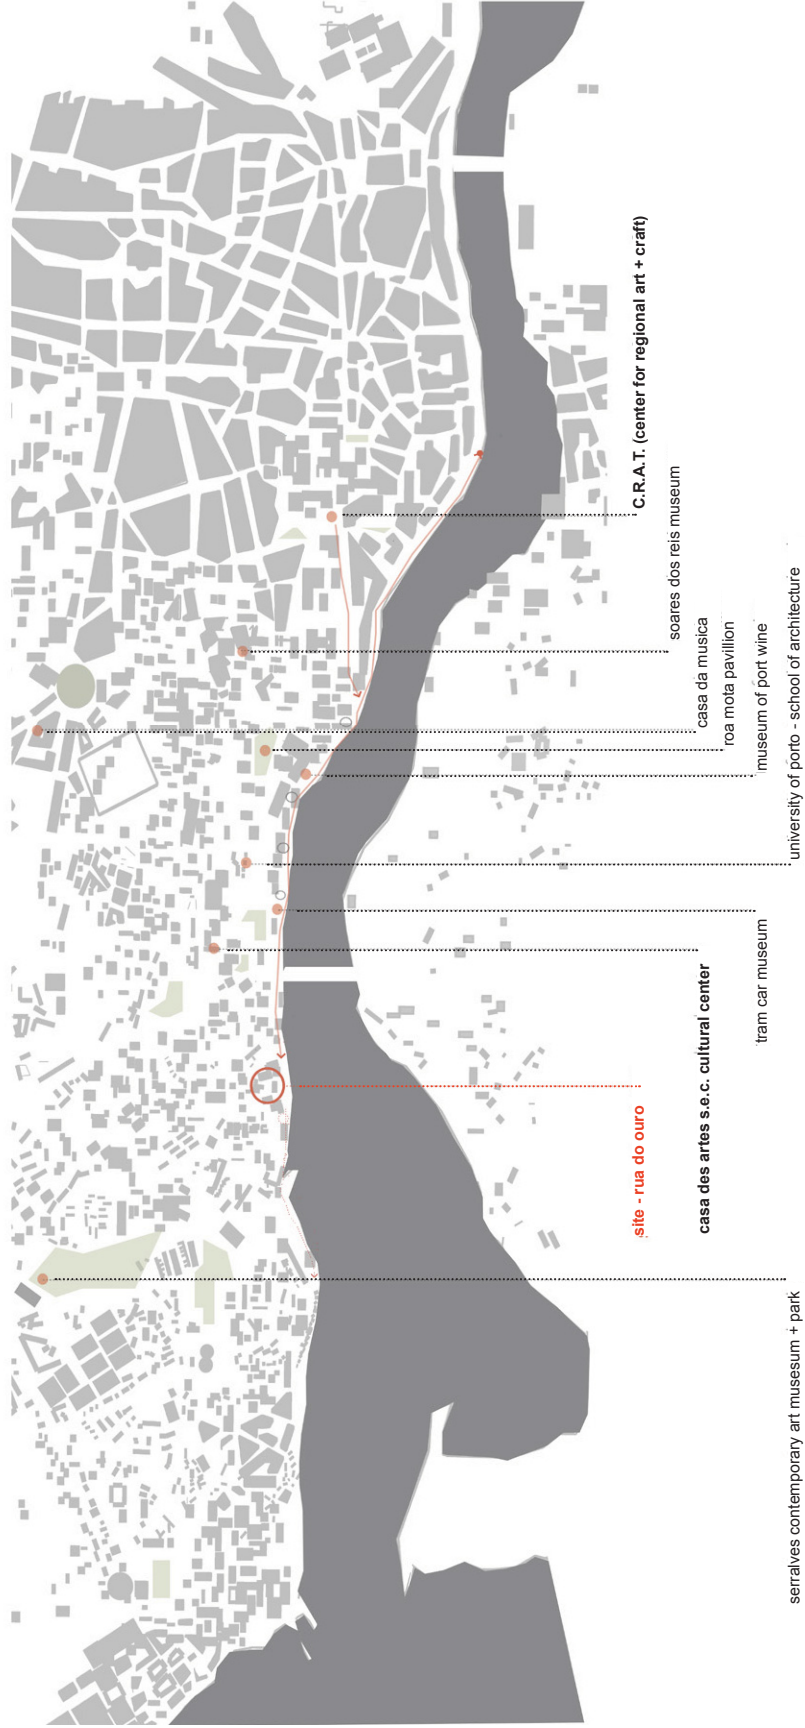 serralves contemporary art musesum + park
site - rua do ouro
casa des artes s.e.c. cultural center
tram car museum
university of porto - school of architecture
museum of port wine
roa mota pavillion
casa da musica
soares dos reis museum
C.R.A.T. (center for regional art + craft)